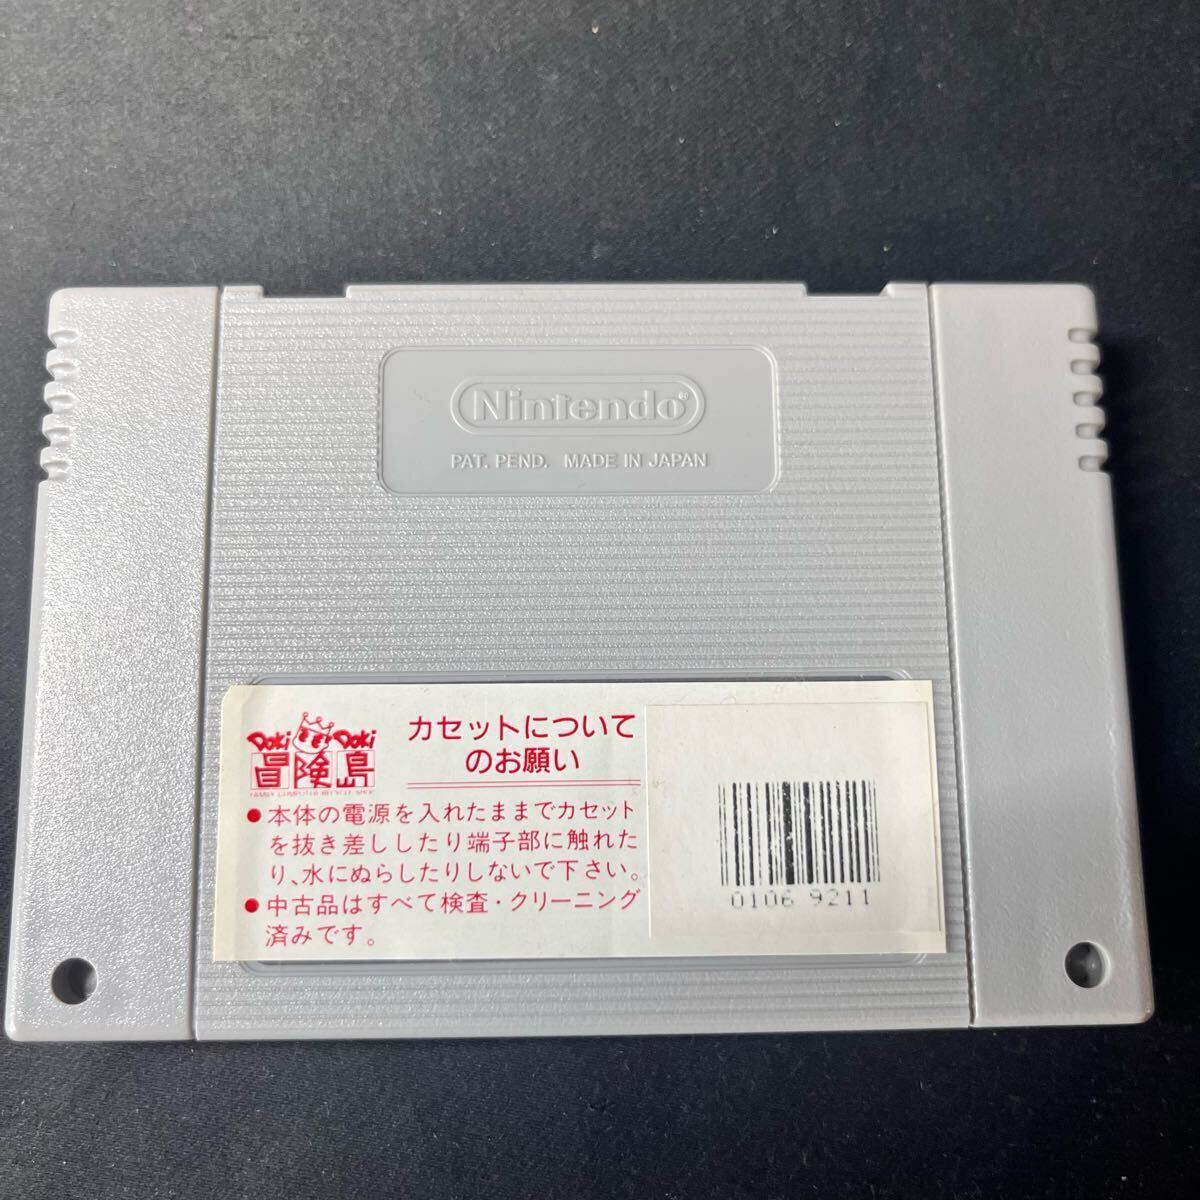 Nintendo®
PAT. PEND. MADE IN JAPAN
Doki Doki
冒険島
FAMILY COMPUTER RECYCLE SHOP
カセットについて
のお願い
●本体の電源を入れたままでカセット
を抜き差ししたり端子部に触れた
り、水にぬらしたりしないで下さい。
●中古品はすべて検査・クリーニング
済みです。
0106 9211